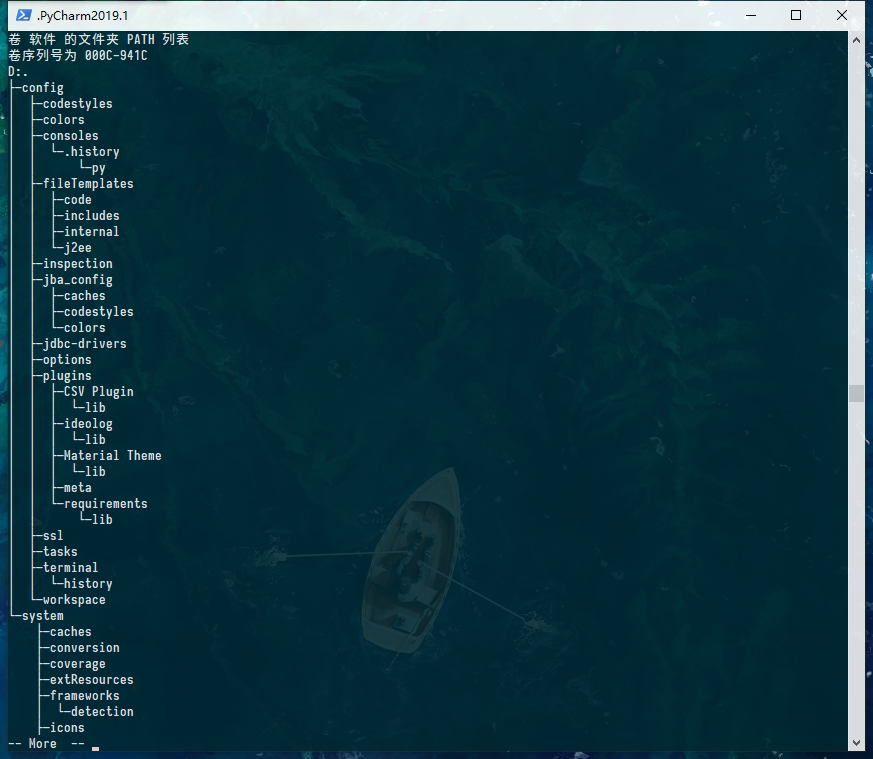 .PyCharm2019.1
卷 软件 的文件夹 PATH 列表
卷序列号为 000C-941C
D:.
├─config
│  ├─codestyles
│  ├─colors
│  ├─consoles
│  │  └─.history
│  │      └─py
│  ├─fileTemplates
│  │  ├─code
│  │  ├─includes
│  │  ├─internal
│  │  └─j2ee
│  ├─inspection
│  ├─jba_config
│  │  ├─caches
│  │  ├─codestyles
│  │  └─colors
│  ├─jdbc-drivers
│  ├─options
│  ├─plugins
│  │  ├─CSV Plugin
│  │  │  └─lib
│  │  ├─ideolog
│  │  │  └─lib
│  │  ├─Material Theme
│  │  │  └─lib
│  │  ├─meta
│  │  └─requirements
│  │      └─lib
│  ├─ssl
│  ├─tasks
│  ├─terminal
│  │  └─history
│  └─workspace
└─system
    ├─caches
    ├─conversion
    ├─coverage
    ├─extResources
    ├─frameworks
    │  └─detection
    ├─icons
-- More  --